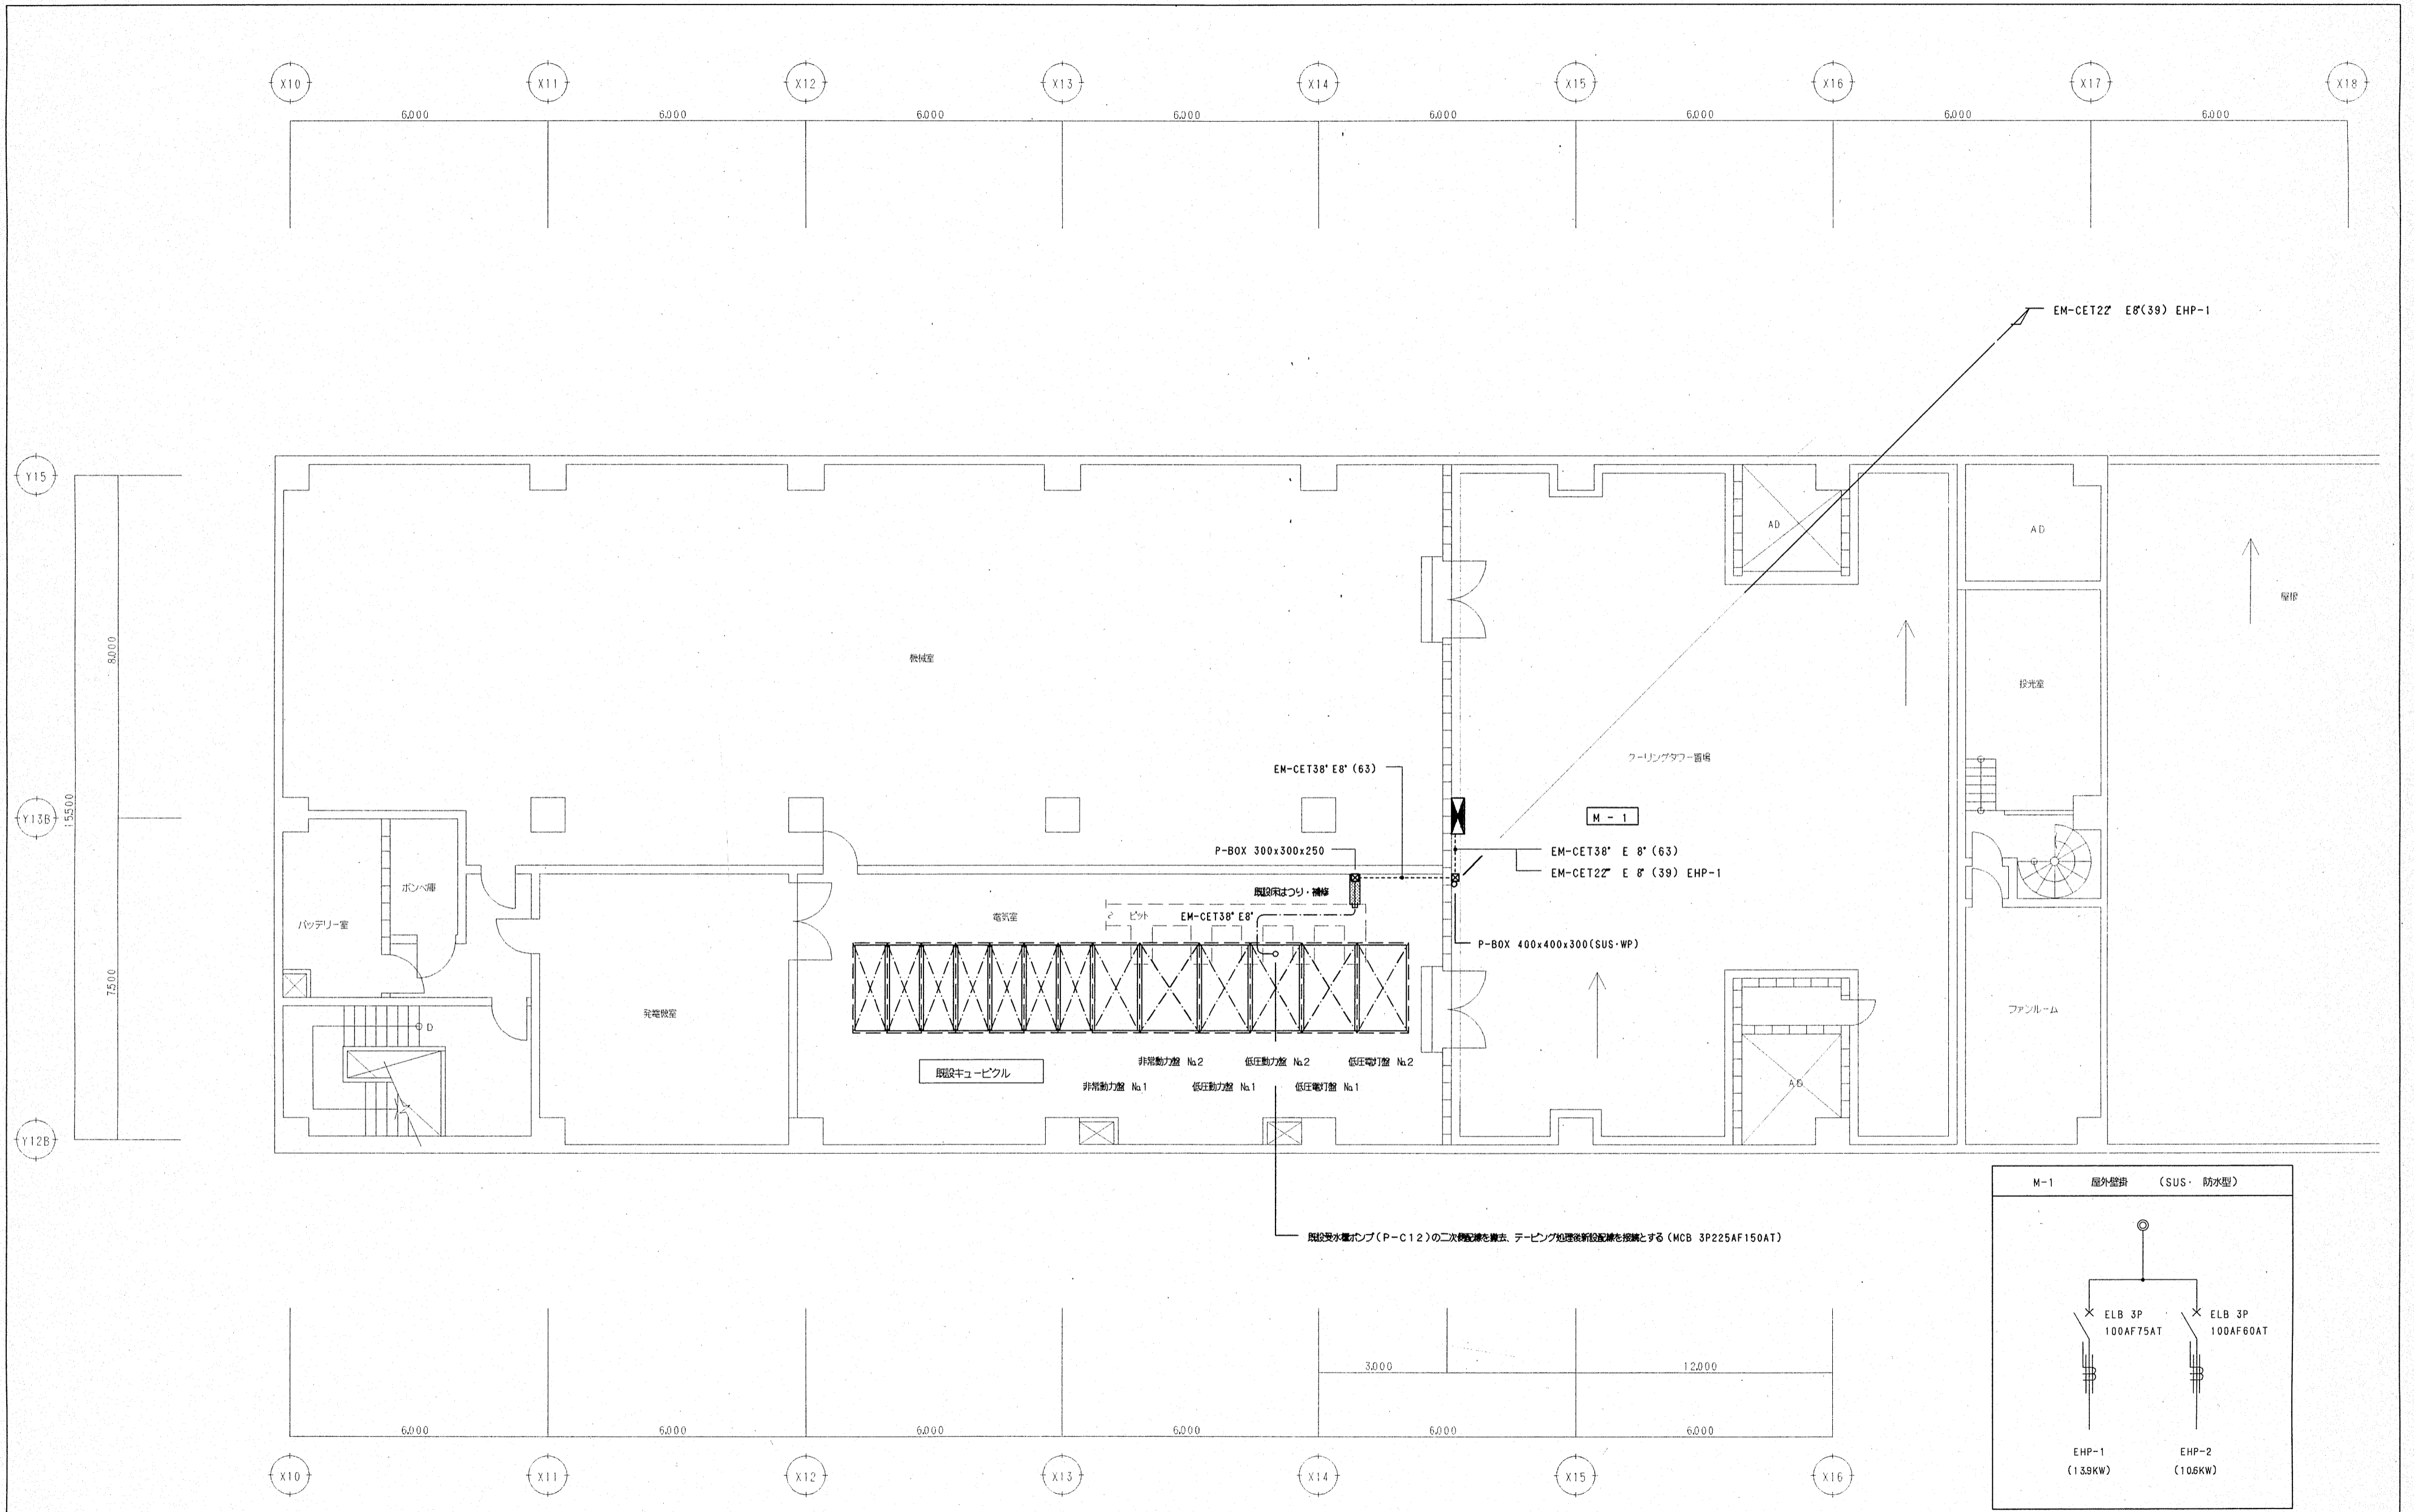 X10 X11 X12 X13 X14 X15 X16 X17 X18
6.000 6.000 6.000 6.000 6.000 6.000 6.000 6.000
EM-CET22° E8°(39) EHP-1
Y15
AD
AD
屋根
8.000
機械室
投光室
クーリングタワー置場
EM-CET38° E8° (63)
15.500
Y13B
M - 1
P-BOX 300x300x250
EM-CET38° E 8° (63)
EM-CET22° E 8° (39) EHP-1
ボンベ庫
既設床はつり・補修
バッテリー室
電気室
ピット
EM-CET38° E8°
P-BOX 400x400x300(SUS・WP)
7.500
発電機室
D
ファンルーム
非常動力盤 No.2 低圧動力盤 No.2 低圧電灯盤 No.2
既設キュービクル
非常動力盤 No.1 低圧動力盤 No.1 低圧電灯盤 No.1
AD
Y12B
M-1 屋外壁掛 (SUS・ 防水型)
既設受水槽ポンプ(P-C12)の二次側配線を撤去、テーピング処理後新設配線を接続とする (MCB 3P225AF150AT)
ELB 3P
100AF75AT
ELB 3P
100AF60AT
3.000 12.000
6.000 6.000 6.000 6.000 6.000 6.000
EHP-1
(13.9KW)
EHP-2
(10.6KW)
X10 X11 X12 X13 X14 X15 X16